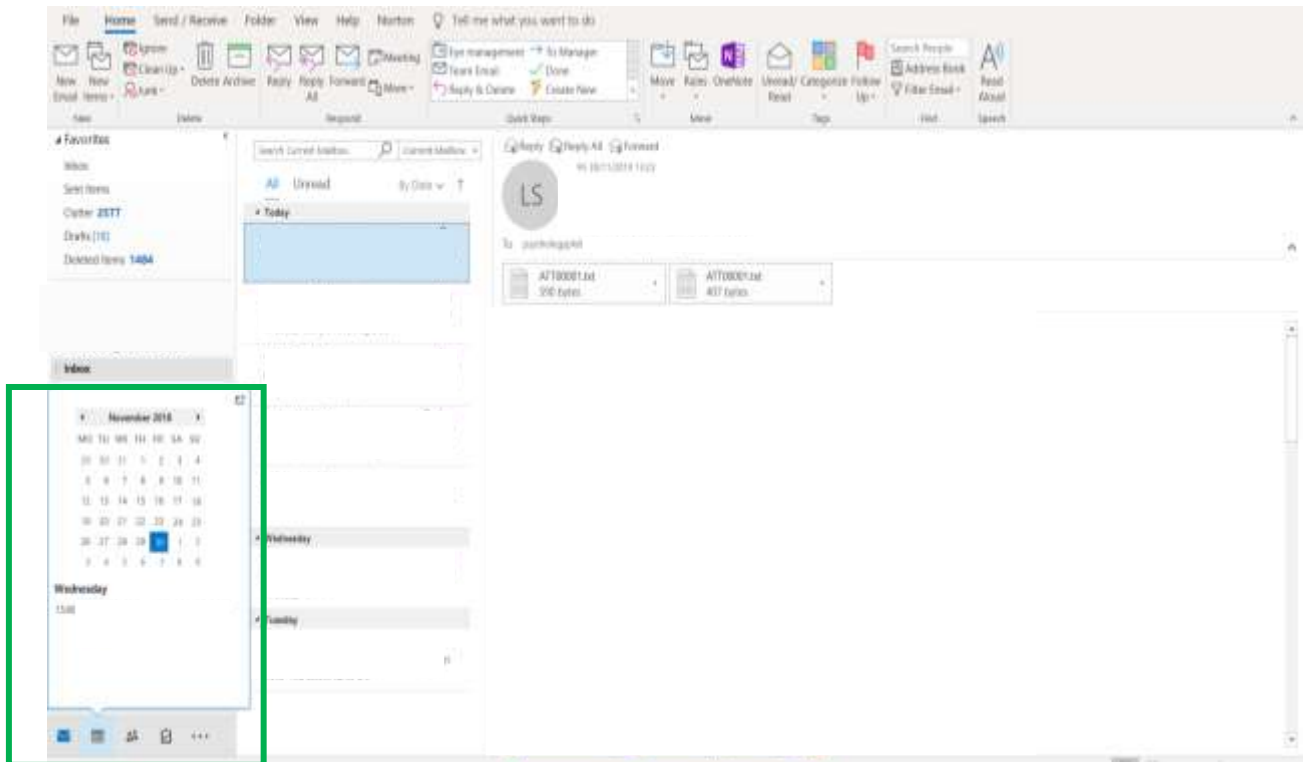 File Home Send / Receive Folder View Help Norton Tell me what you want to do
New Email
New Items
Ignore
Clean Up
Junk
Delete Archive
Reply Reply All Forward
Meeting
More
To Manager
Team Email Done
Reply & Delete Create New
Move Rules OneNote
Unread/ Read Categorize Follow Up
Search People
Address Book
Filter Email
Read Aloud
New Delete Respond Quick Steps Move Tags Find Speech
Favorites
Inbox
Sent Items
Clutter 2577
Drafts [10]
Deleted Items 1484
Inbox
Search Current Mailbox Current Mailbox
All Unread By Date
Today
Wednesday
Tuesday
Reply Reply All Forward
LS
To
ATT00001.txt
ATT00001.txt
407 bytes
November 2018
MO TU WE TH FR SA SU
29 30 31 1 2 3 4
5 6 7 8 9 10 11
12 13 14 15 16 17 18
19 20 21 22 23 24 25
26 27 28 29 30 1 2
3 4 5 6 7 8 9
Wednesday